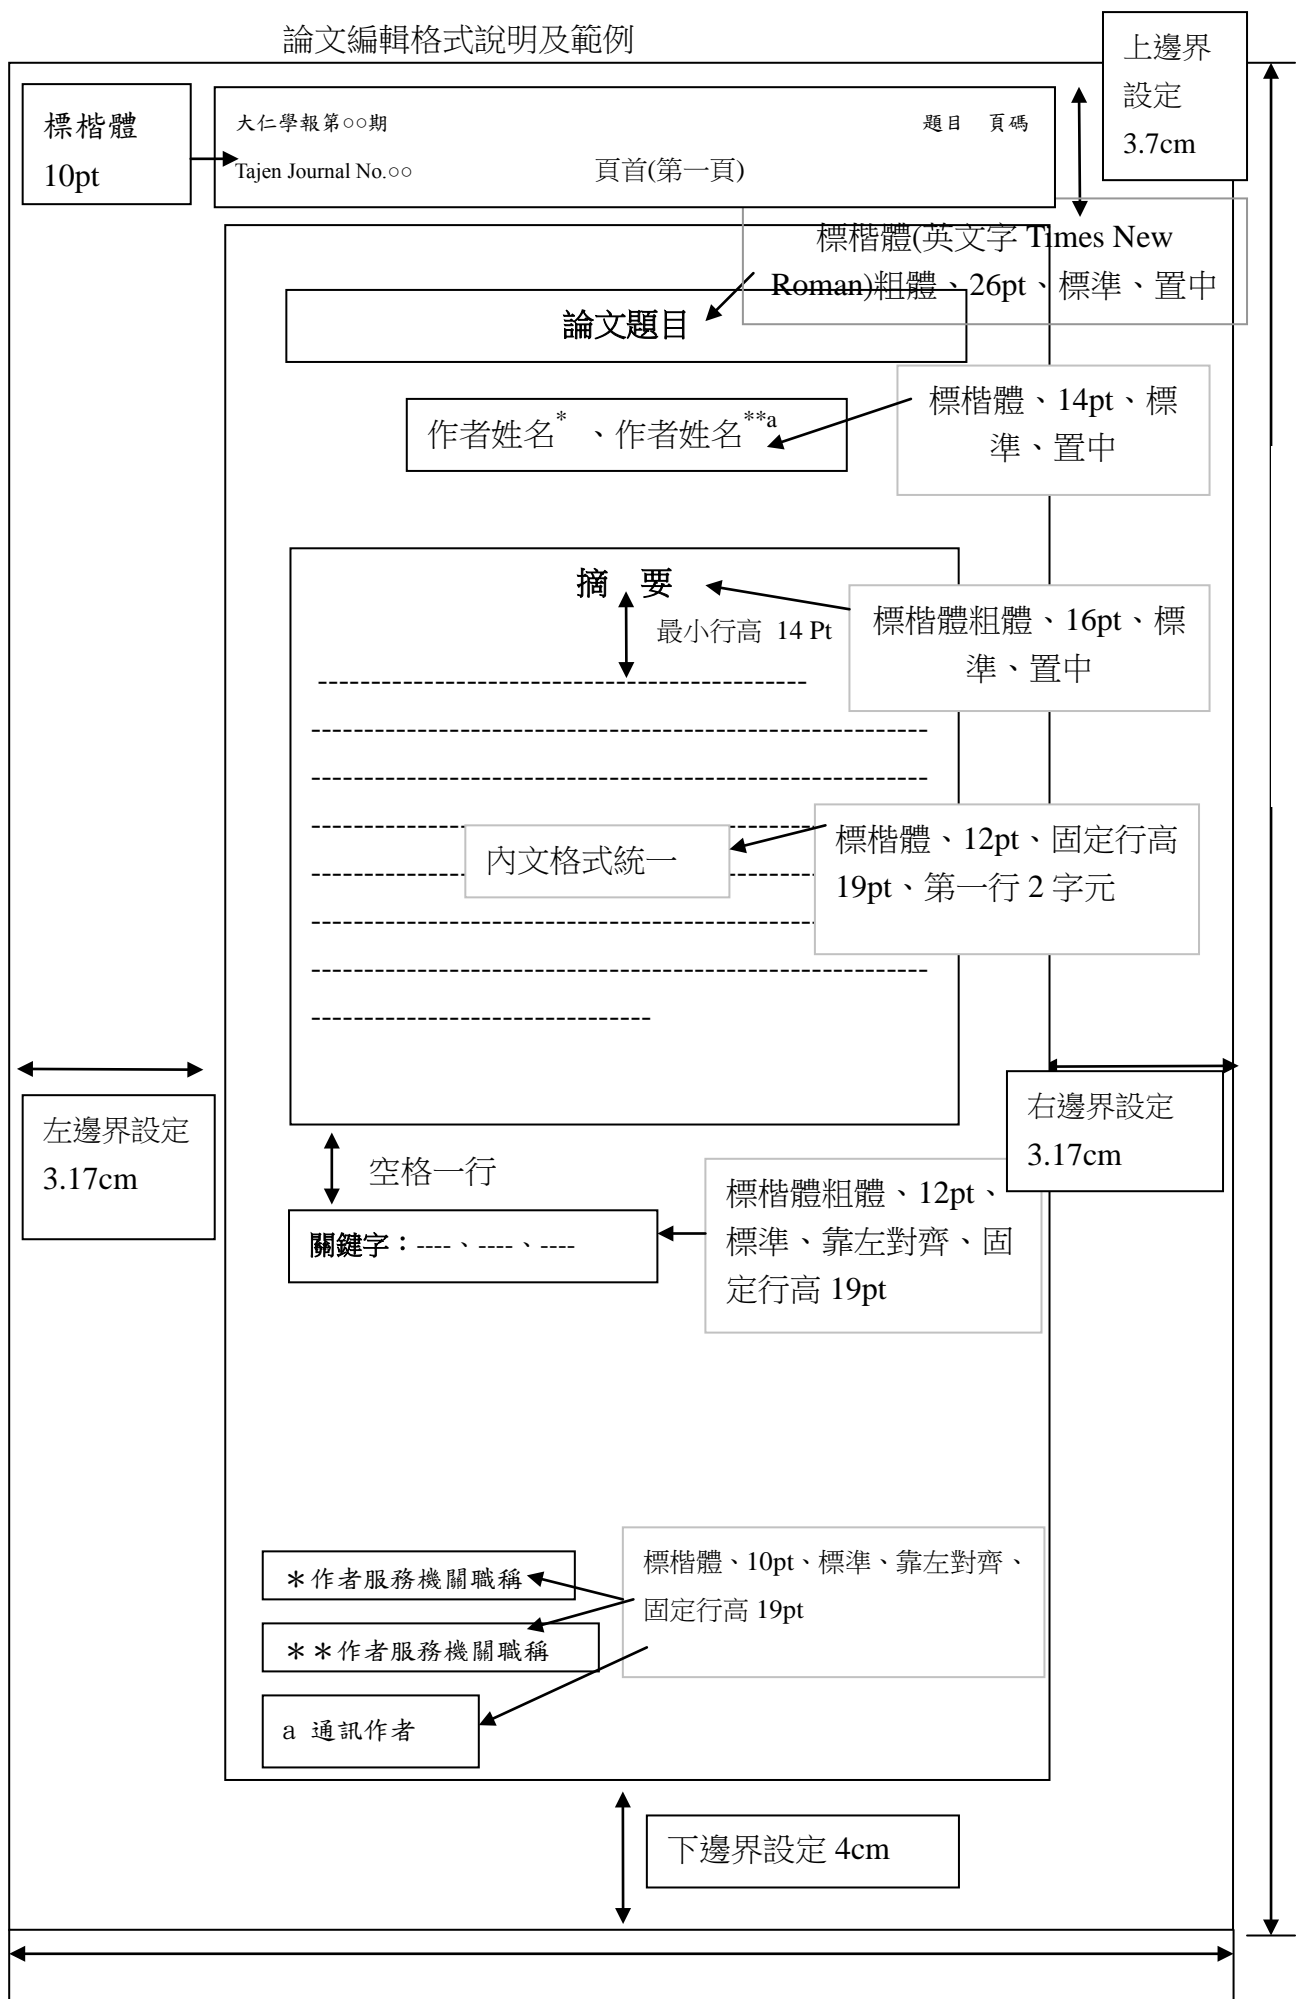 論文編輯格式說明及範例
上邊界
設定
3.7cm
標楷體
10pt
大仁學報第○○期 題目 頁碼
Tajen Journal No.○○ 頁首(第一頁)
標楷體(英文字 Times New
Roman)粗體、26pt、標準、置中
論文題目
作者姓名* 、作者姓名**a
標楷體、14pt、標
準、置中
摘 要
最小行高 14 Pt
標楷體粗體、16pt、標
準、置中
內文格式統一
標楷體、12pt、固定行高
19pt、第一行 2 字元
左邊界設定
3.17cm
右邊界設定
3.17cm
空格一行
標楷體粗體、12pt、
標準、靠左對齊、固
定行高 19pt
關鍵字：----、----、----
＊作者服務機關職稱
＊＊作者服務機關職稱
a 通訊作者
標楷體、10pt、標準、靠左對齊、
固定行高 19pt
下邊界設定 4cm